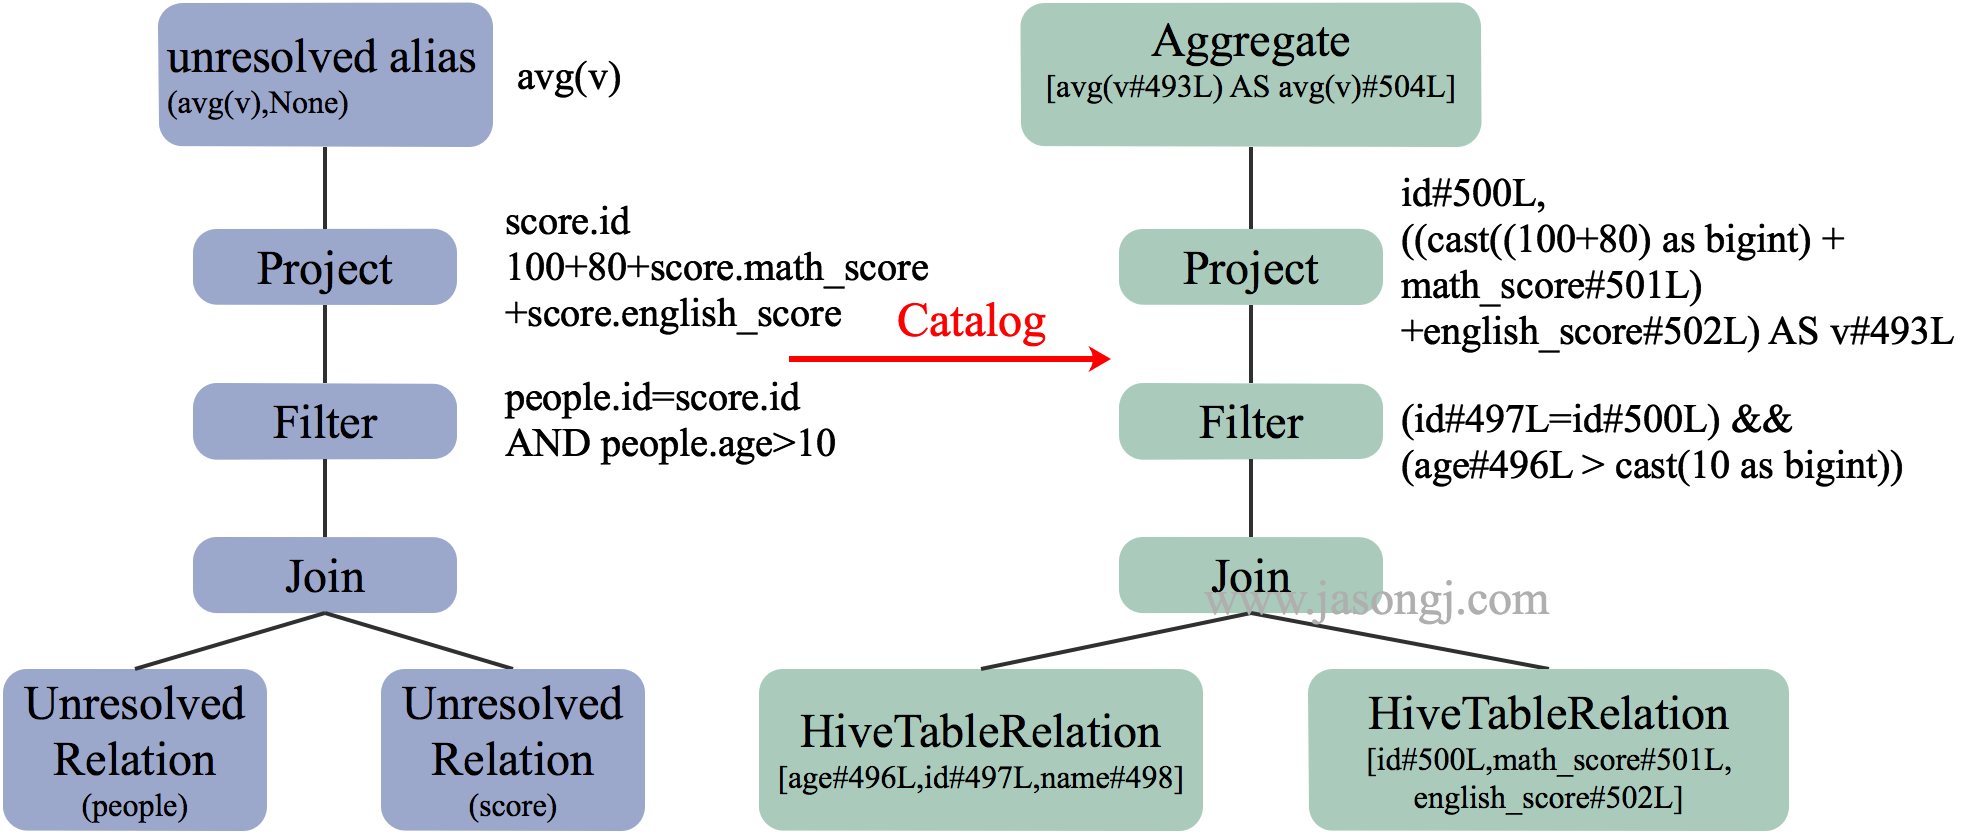 unresolved alias
(avg(v),None)
avg(v)
Project
score.id
100+80+score.math_score
+score.english_score
Filter
people.id=score.id
AND people.age>10
Join
Unresolved
Relation
(people)
Unresolved
Relation
(score)
Catalog
Aggregate
[avg(v#493L) AS avg(v)#504L]
Project
id#500L,
((cast((100+80) as bigint) +
math_score#501L)
+english_score#502L) AS v#493L
Filter
(id#497L=id#500L) &&
(age#496L > cast(10 as bigint))
Join
www.jasongj.com
HiveTableRelation
[age#496L,id#497L,name#498]
HiveTableRelation
[id#500L,math_score#501L,
english_score#502L]